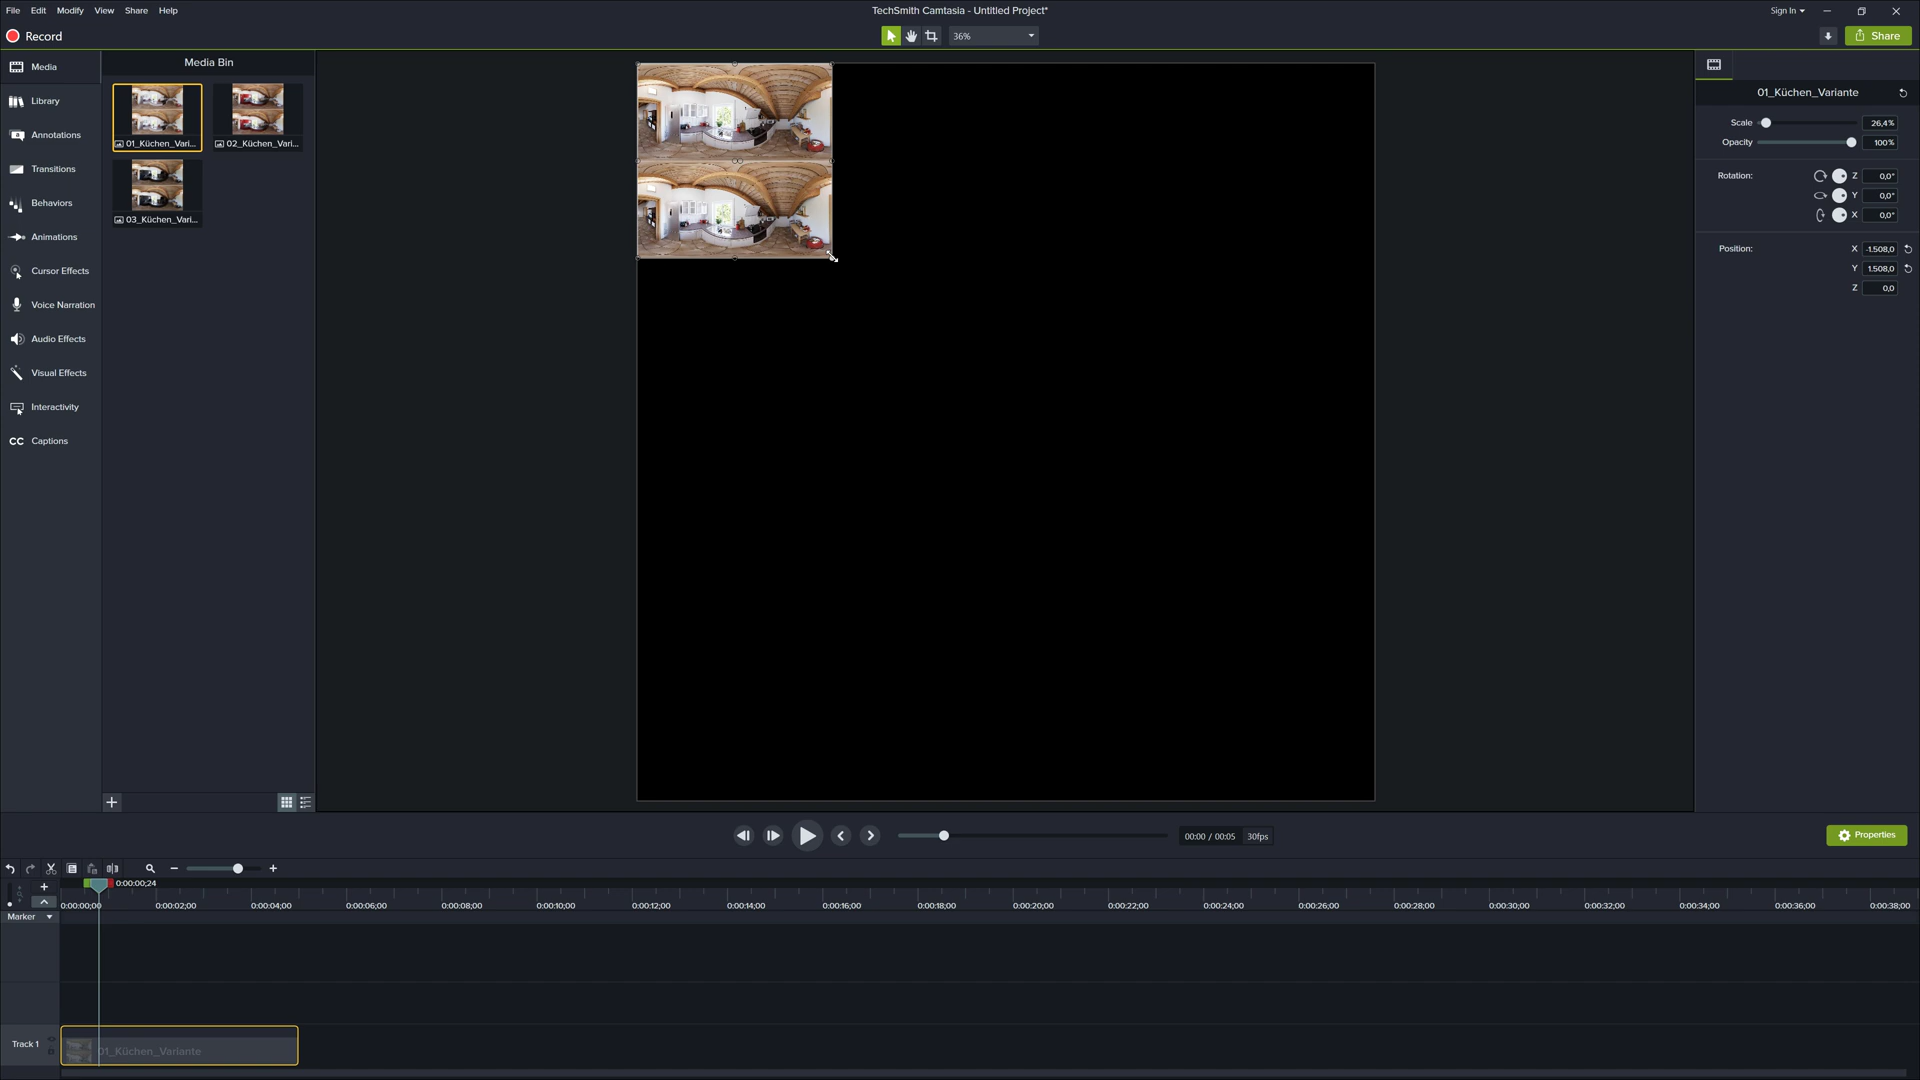 File Edit Modify View Share Help
TechSmith Camtasia - Untitled Project*
Sign In
Record
36%
Share
Media
Library
Annotations
Transitions
Behaviors
Animations
Cursor Effects
Voice Narration
Audio Effects
Visual Effects
Interactivity
CC Captions
Media Bin
01_Küchen_Vari...
02_Küchen_Vari...
03_Küchen_Vari...
01_Küchen_Variante
Scale 26,4%
Opacity 100%
Rotation: Z 0,0°
Y 0,0°
X 0,0°
Position: X -1.508,0
Y 1.508,0
Z 0,0
00:00 / 00:05 30fps
Properties
0:00:00;24
0:00:00;00 0:00:02;00 0:00:04;00 0:00:06;00 0:00:08;00 0:00:10;00 0:00:12;00 0:00:14;00 0:00:16;00 0:00:18;00 0:00:20;00 0:00:22;00 0:00:24;00 0:00:26;00 0:00:28;00 0:00:30;00 0:00:32;00 0:00:34;00 0:00:36;00 0:00:38;00
Marker
Track 1
01_Küchen_Variante